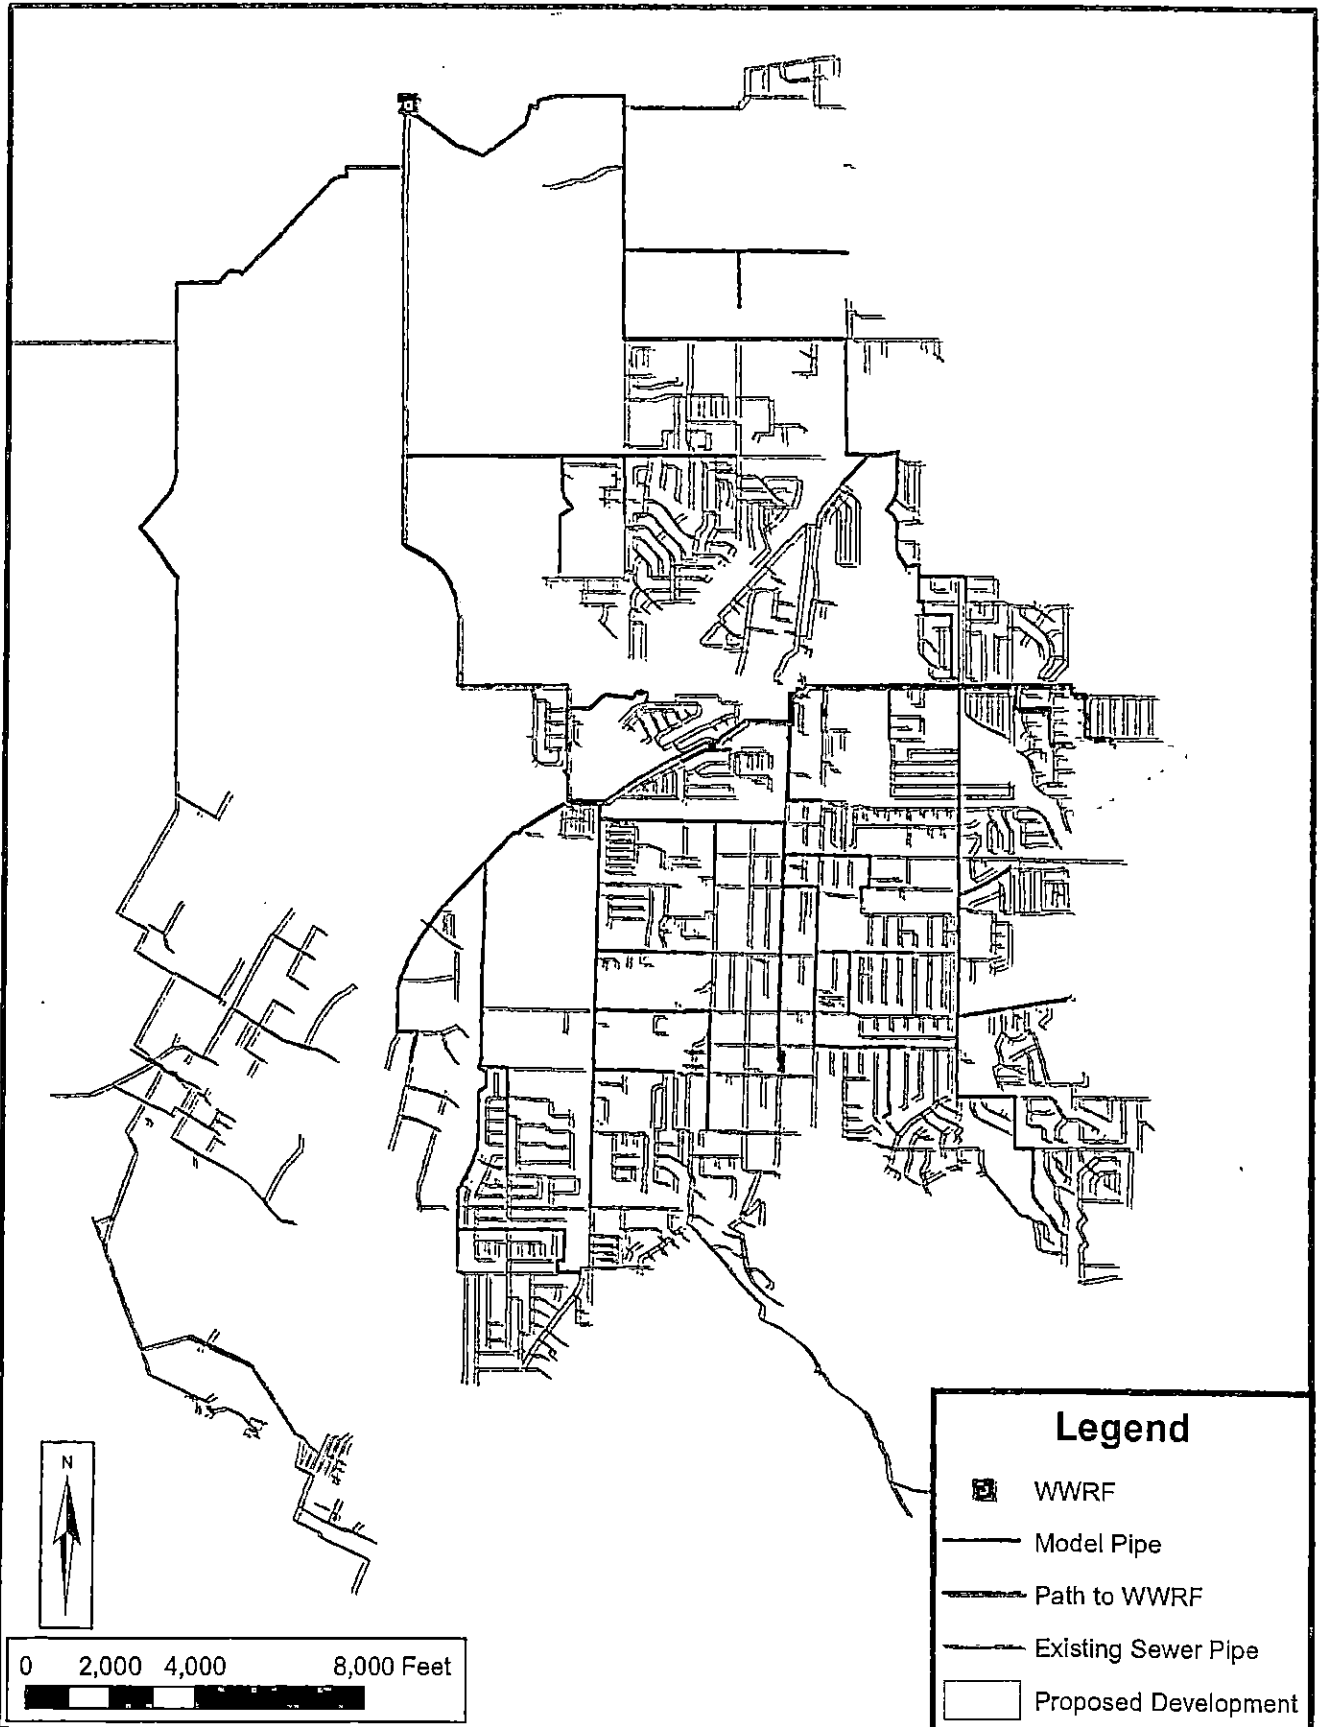 Legend
WWRF
Model Pipe
Path to WWRF
Existing Sewer Pipe
Proposed Development
N
0 2,000 4,000 8,000 Feet